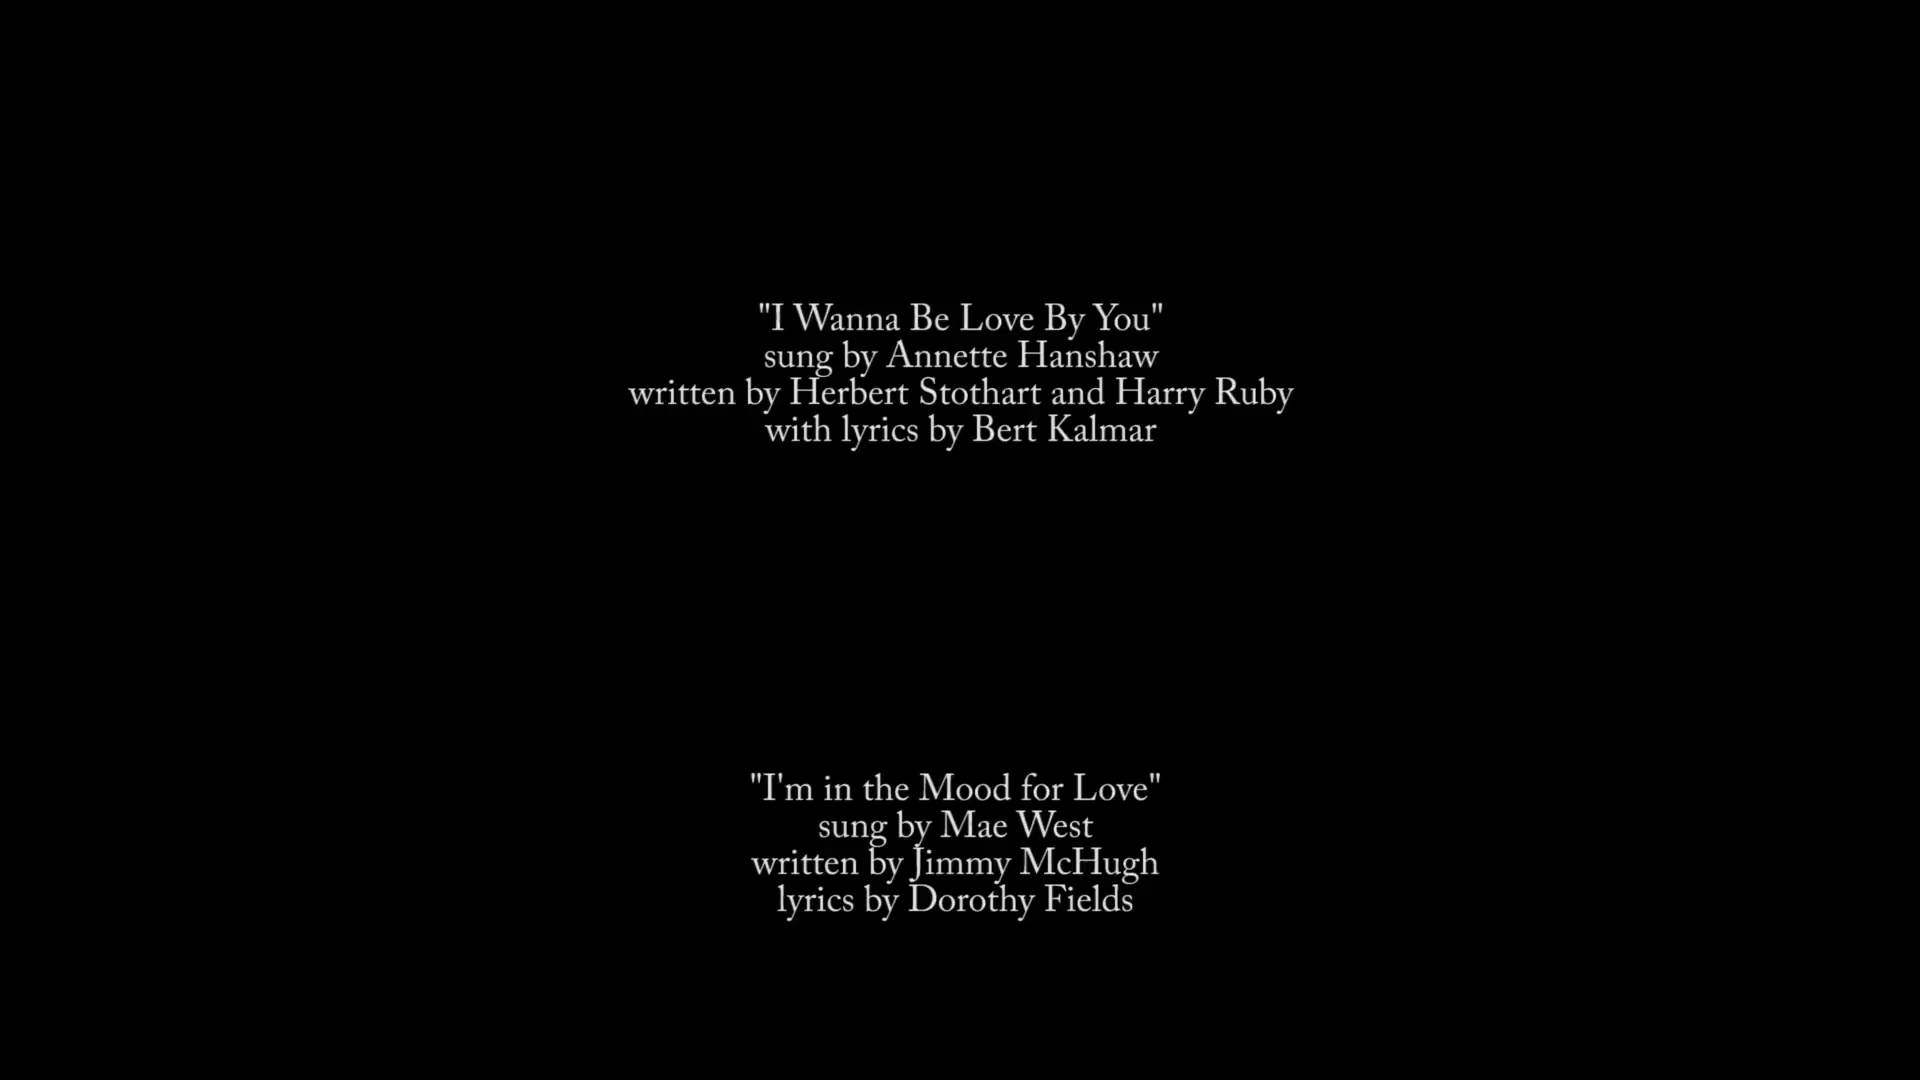 "I Wanna Be Love By You"
sung by Annette Hanshaw
written by Herbert Stothart and Harry Ruby
with lyrics by Bert Kalmar
"I'm in the Mood for Love"
sung by Mae West
written by Jimmy McHugh
lyrics by Dorothy Fields